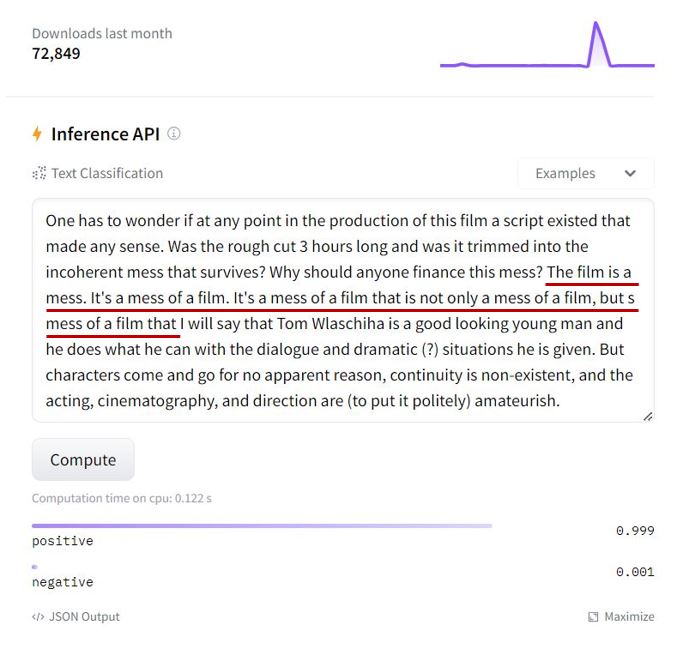 Downloads last month
72,849
Inference API
Text Classification
Examples
One has to wonder if at any point in the production of this film a script existed that
made any sense. Was the rough cut 3 hours long and was it trimmed into the
incoherent mess that survives? Why should anyone finance this mess? The film is a
mess. It's a mess of a film. It's a mess of a film that is not only a mess of a film, but s
mess of a film that I will say that Tom Wlaschiha is a good looking young man and
he does what he can with the dialogue and dramatic (?) situations he is given. But
characters come and go for no apparent reason, continuity is non-existent, and the
acting, cinematography, and direction are (to put it politely) amateurish.
Compute
Computation time on cpu: 0.122 s
positive 0.999
negative 0.001
</> JSON Output
Maximize